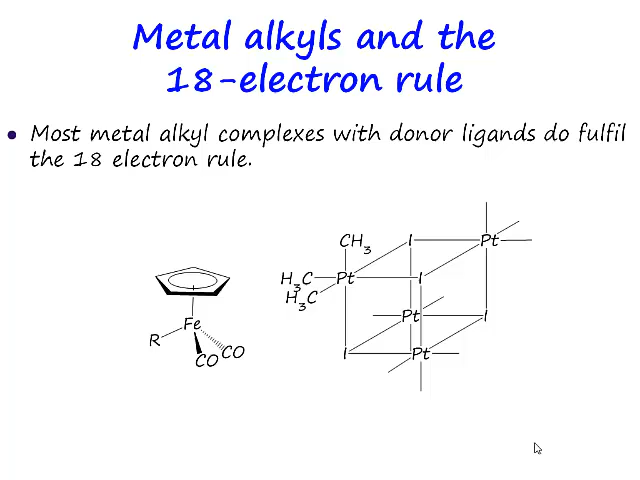 Metal alkyls and the
18-electron rule
• Most metal alkyl complexes with donor ligands do fulfil
the 18 electron rule.
CH3 I Pt
H3C Pt I
H3C
Fe Pt I
R CO CO I Pt